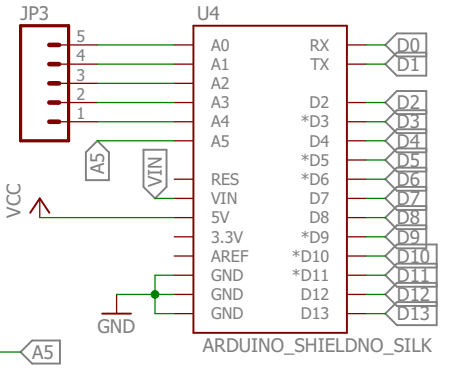 JP3 U4
5 A0 RX D0
4 A1 TX D1
3 A2
2 A3 D2 D2
1 A4 *D3 D3
A5 A5 D4 D4
*D5 D5
VIN RES *D6 D6
VIN D7 D7
VCC 5V D8 D8
3.3V *D9 D9
AREF *D10 D10
GND *D11 D11
GND D12 D12
GND GND D13 D13
ARDUINO_SHIELDNO_SILK
A5